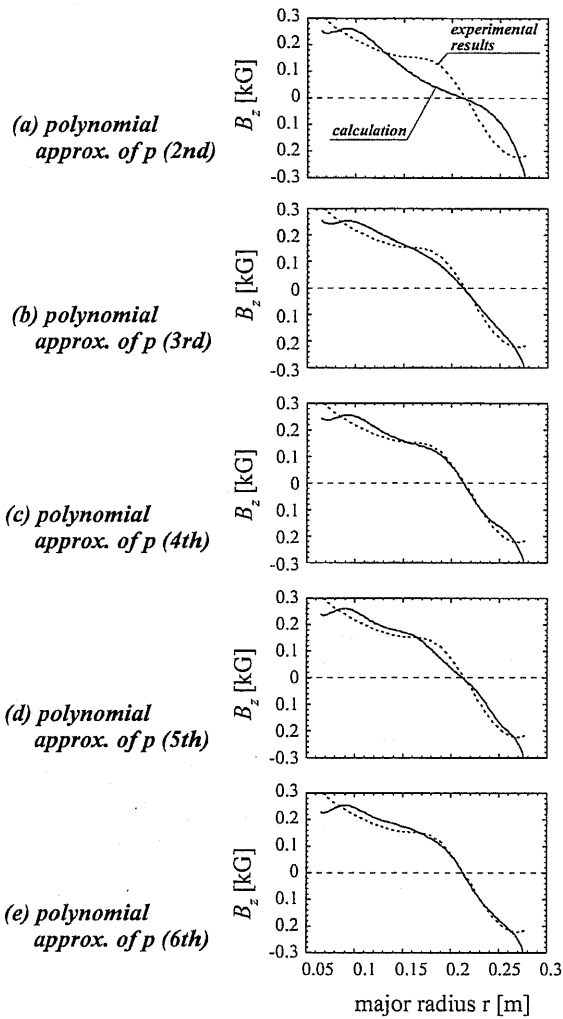 (a) polynomial
approx. of p (2nd)
B_z [kG]
0.3
0.2
0.1
0
0.1
0.2
-0.3
experimental
results
calculation
(b) polynomial
approx. of p (3rd)
B_z [kG]
0.3
0.2
0.1
0
0.1
0.2
-0.3
(c) polynomial
approx. of p (4th)
B_z [kG]
0.3
0.2
0.1
0
0.1
0.2
-0.3
(d) polynomial
approx. of p (5th)
B_z [kG]
0.3
0.2
0.1
0
0.1
0.2
-0.3
(e) polynomial
approx. of p (6th)
B_z [kG]
0.3
0.2
0.1
0
0.1
0.2
-0.3
0.05 0.1 0.15 0.2 0.25 0.3
major radius r [m]